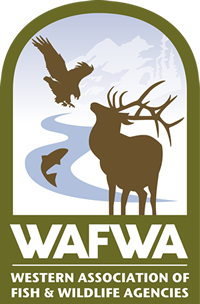 WAFWA
WESTERN ASSOCIATION OF
FISH & WILDLIFE AGENCIES